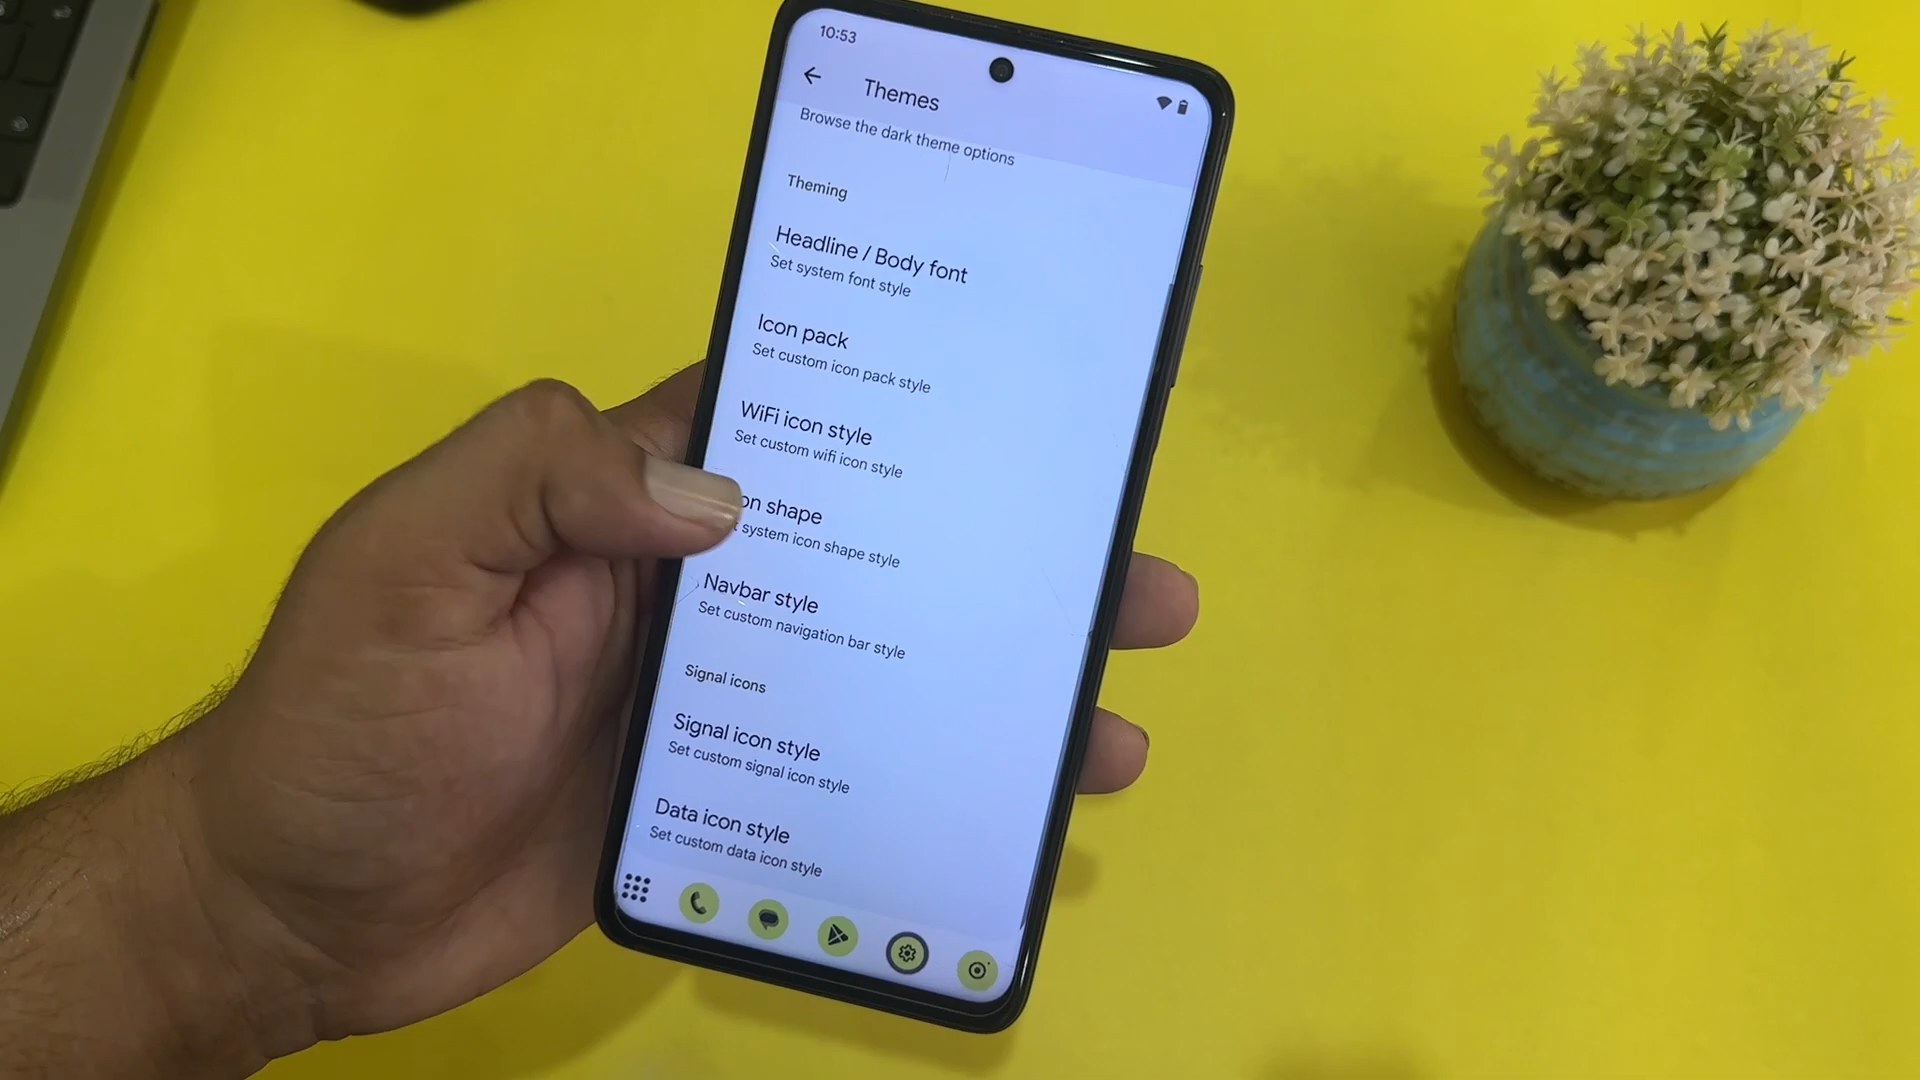 10:53
Themes
Browse the dark theme options
Theming
Headline / Body font
Set system font style
Icon pack
Set custom icon pack style
WiFi icon style
Set custom wifi icon style
on shape
system icon shape style
Navbar style
Set custom navigation bar style
Signal icons
Signal icon style
Set custom signal icon style
Data icon style
Set custom data icon style